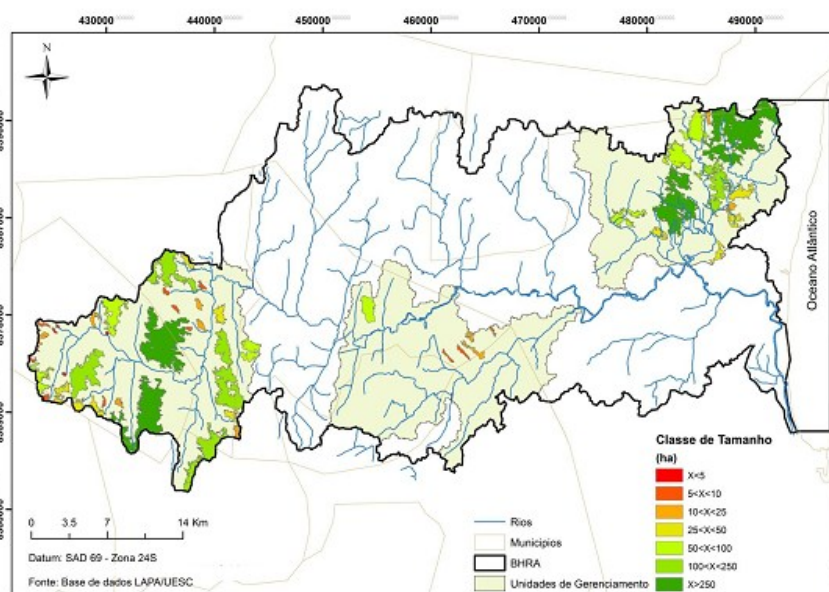 430000 440000 450000 460000 470000 480000 490000
N
Oceano Atlântico
Classe de Tamanho
(ha)
X<5
5<X<10
10<X<25
25<X<50
50<X<100
100<X<250
X>250
0 3.5 7 14 Km
Rios
Municipios
BHRA
Unidades de Gerenciamento
Datum: SAD 69 - Zona 24S
Fonte: Base de dados LAPA/UESC